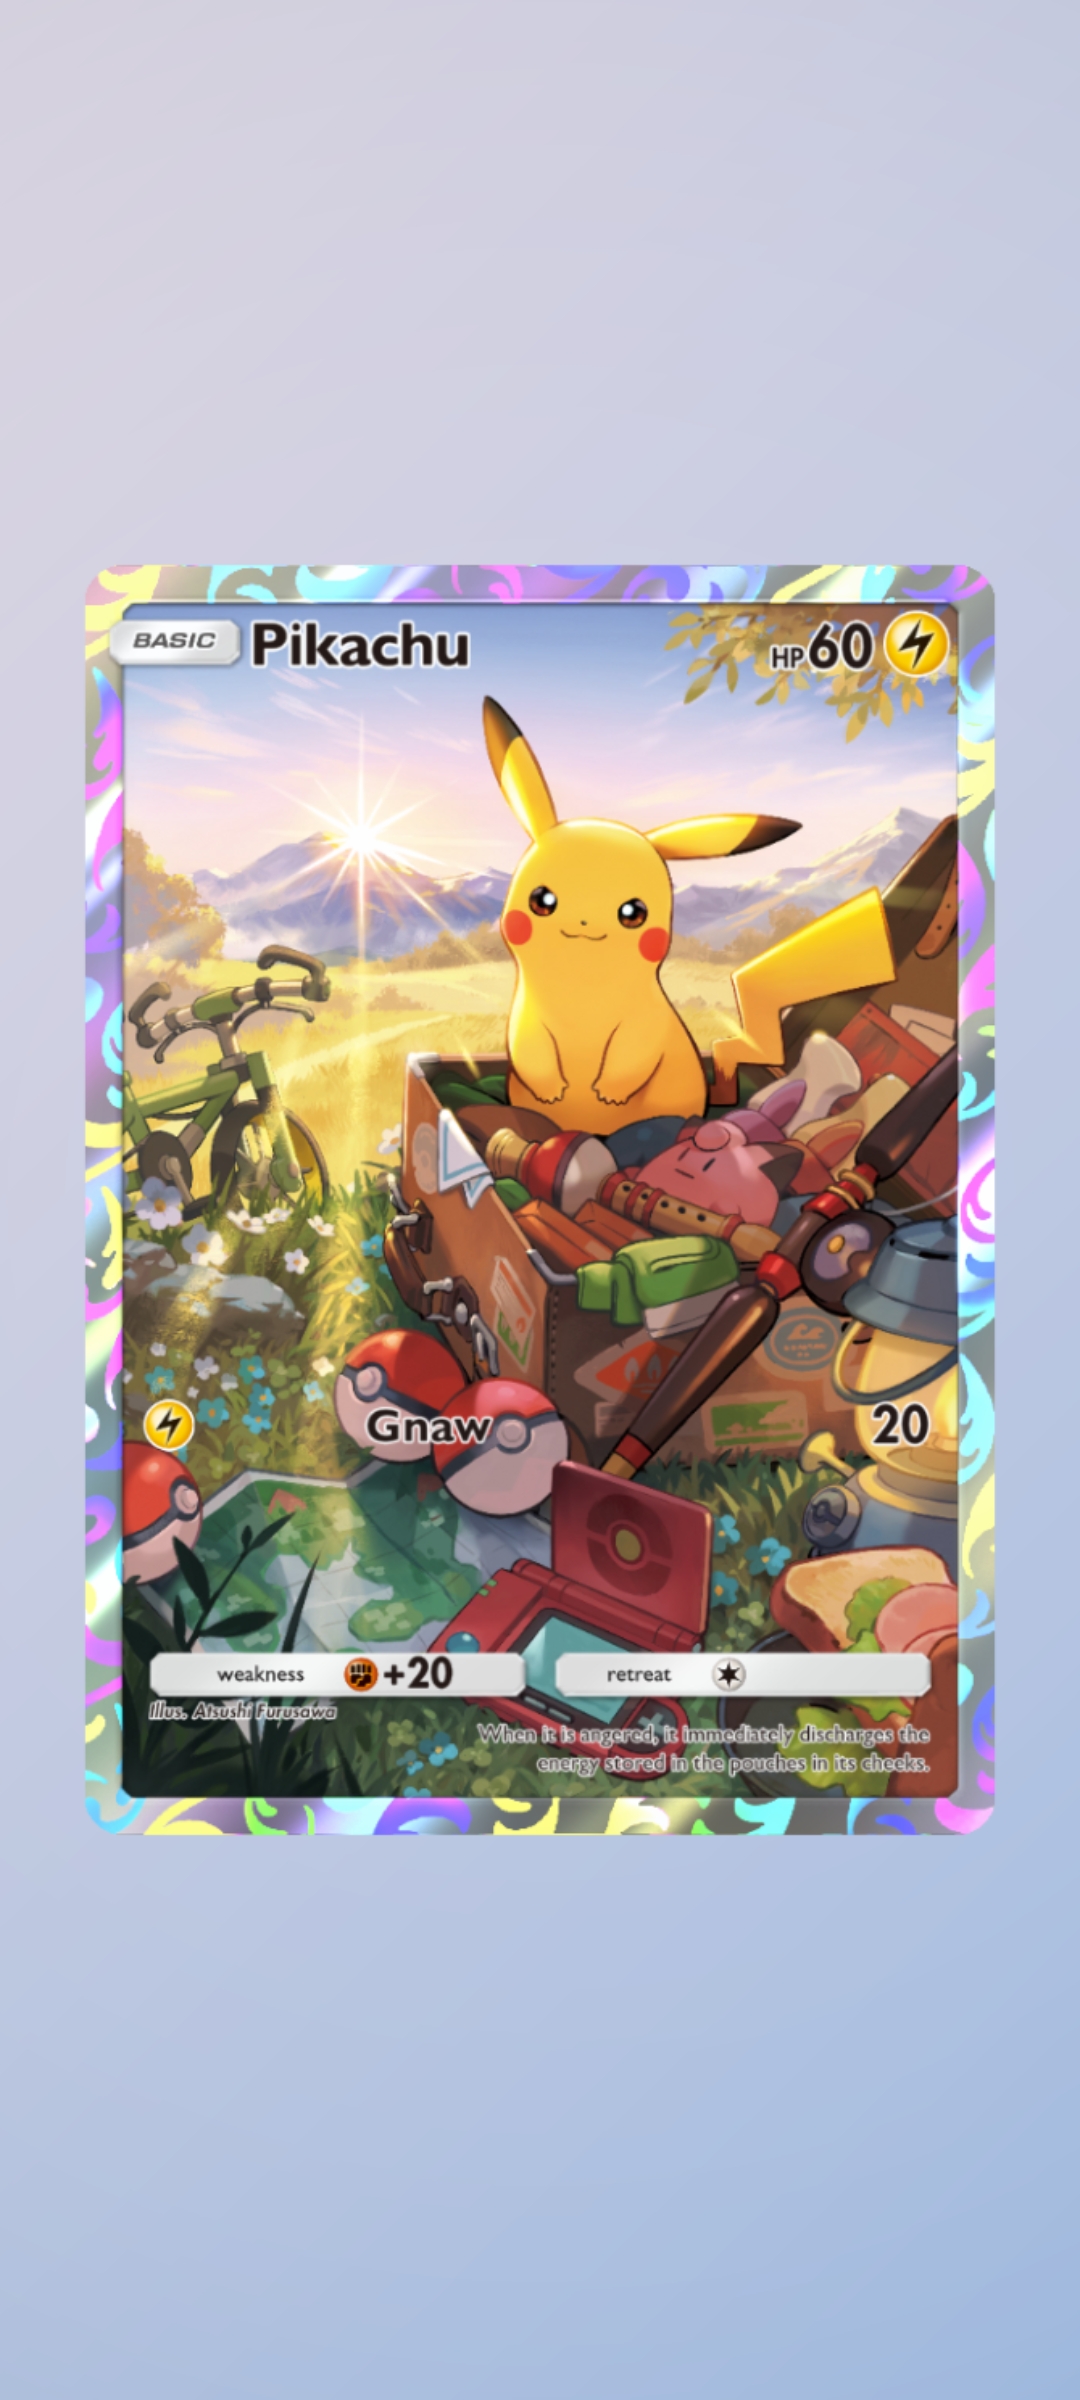 BASIC Pikachu HP60
Gnaw 20
weakness +20 retreat
Illus. Atsushi Furusawa
When it is angered, it immediately discharges the
energy stored in the pouches in its cheeks.